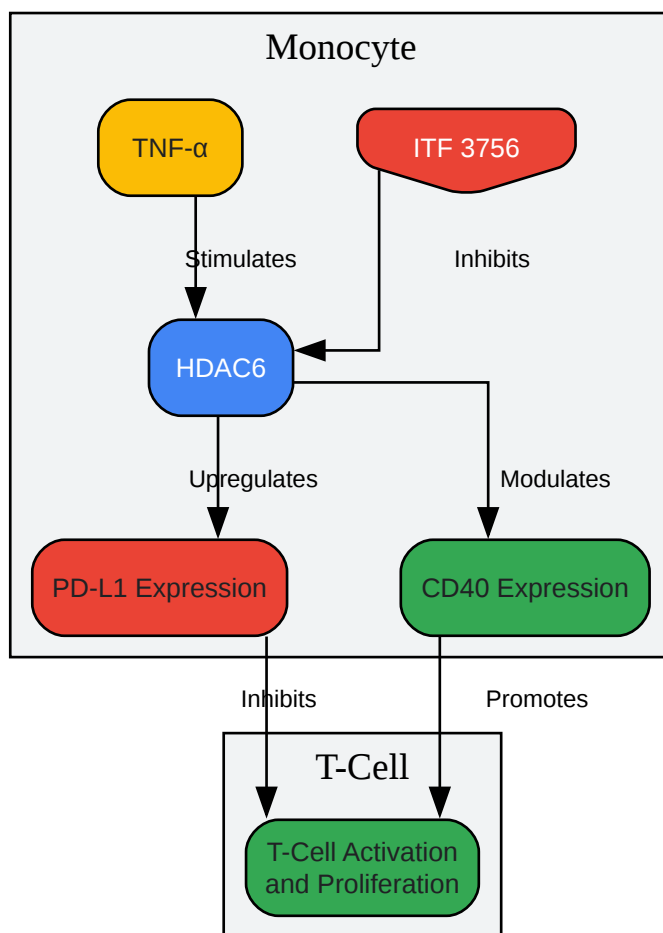 Monocyte
TNF-α
ITF 3756
Stimulates
Inhibits
HDAC6
Upregulates
Modulates
PD-L1 Expression
CD40 Expression
Inhibits
Promotes
T-Cell
T-Cell Activation
and Proliferation